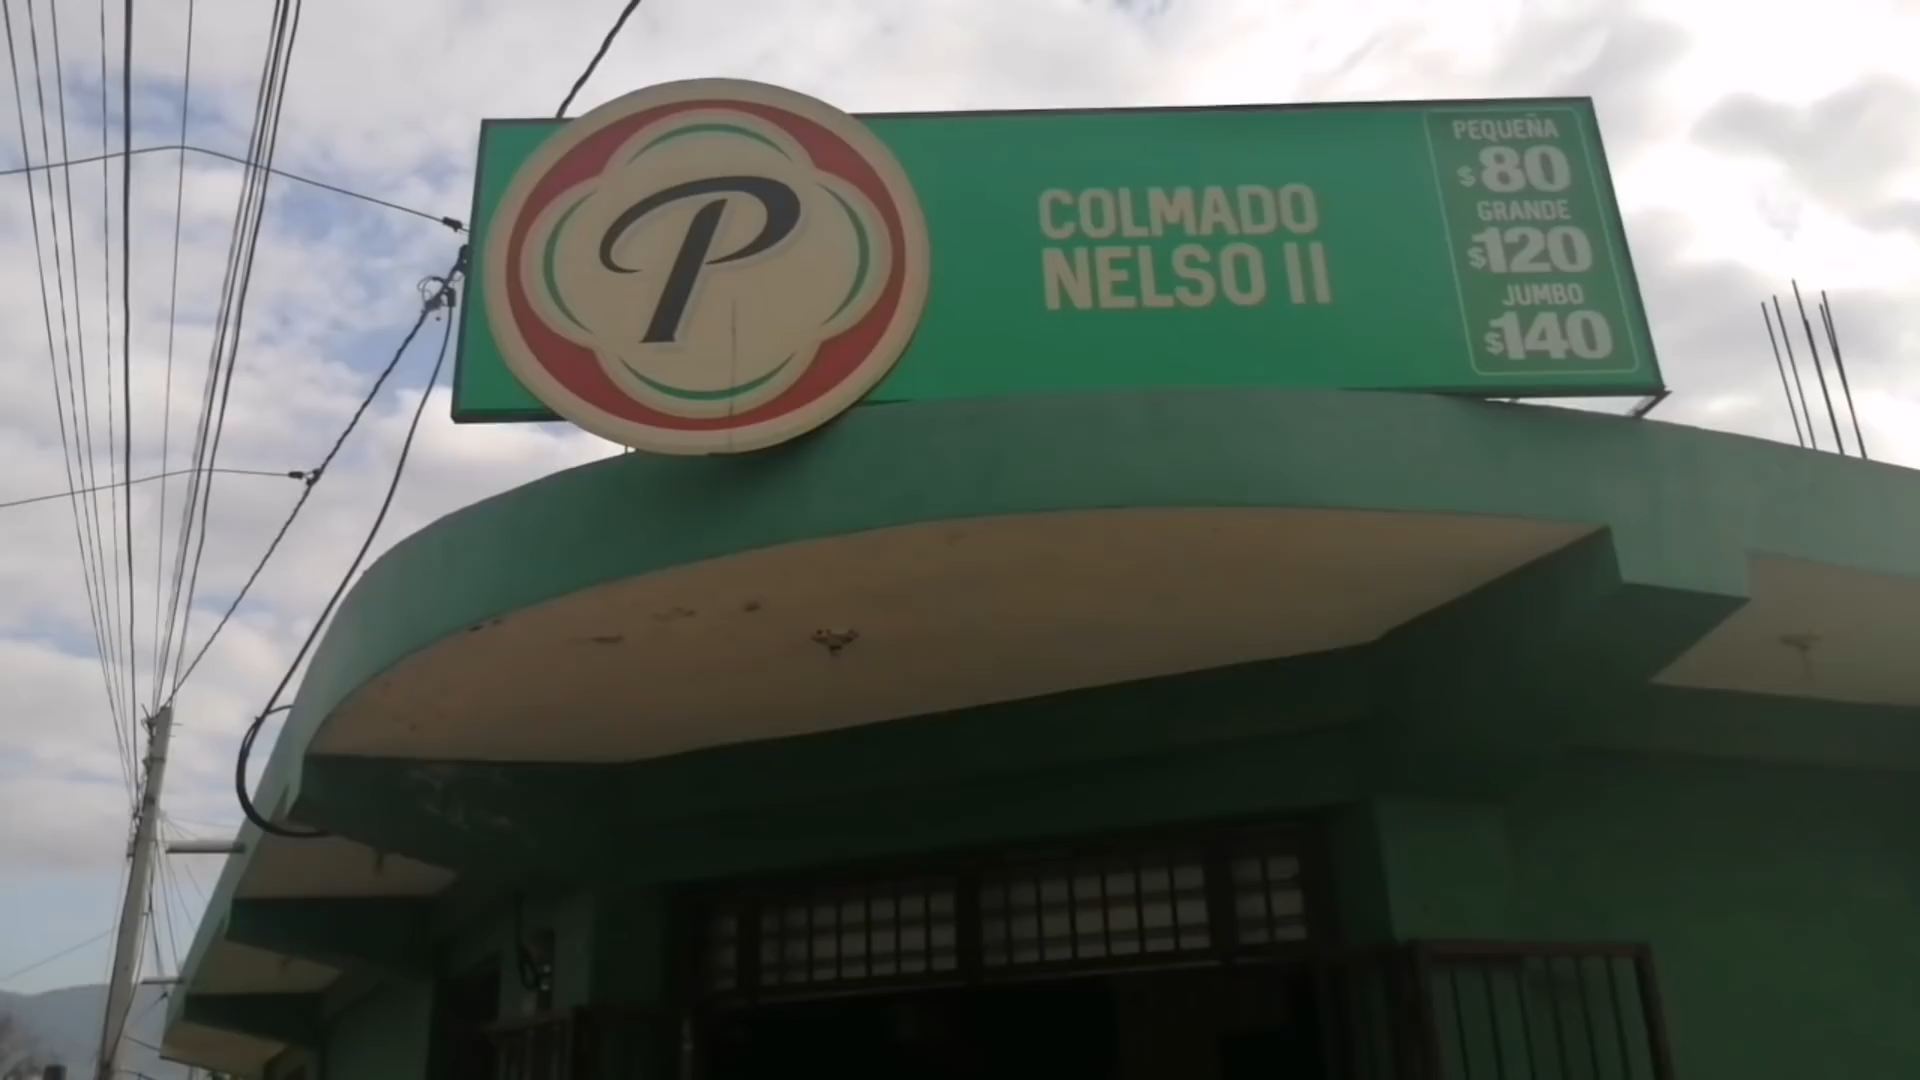 P
COLMADO
NELSO II
PEQUEÑA
$80
GRANDE
$120
JUMBO
$140